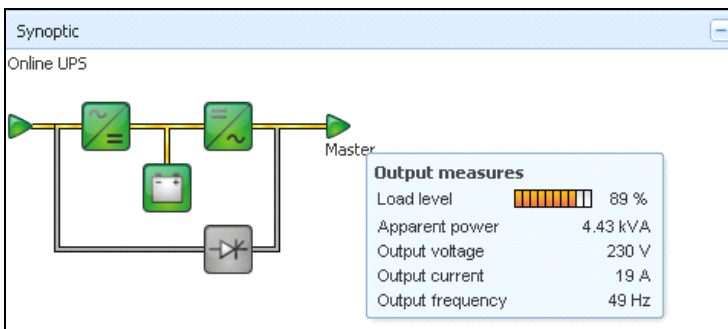 Synoptic
Online UPS
Master
Output measures
Load level 89 %
Apparent power 4.43 kVA
Output voltage 230 V
Output current 19 A
Output frequency 49 Hz